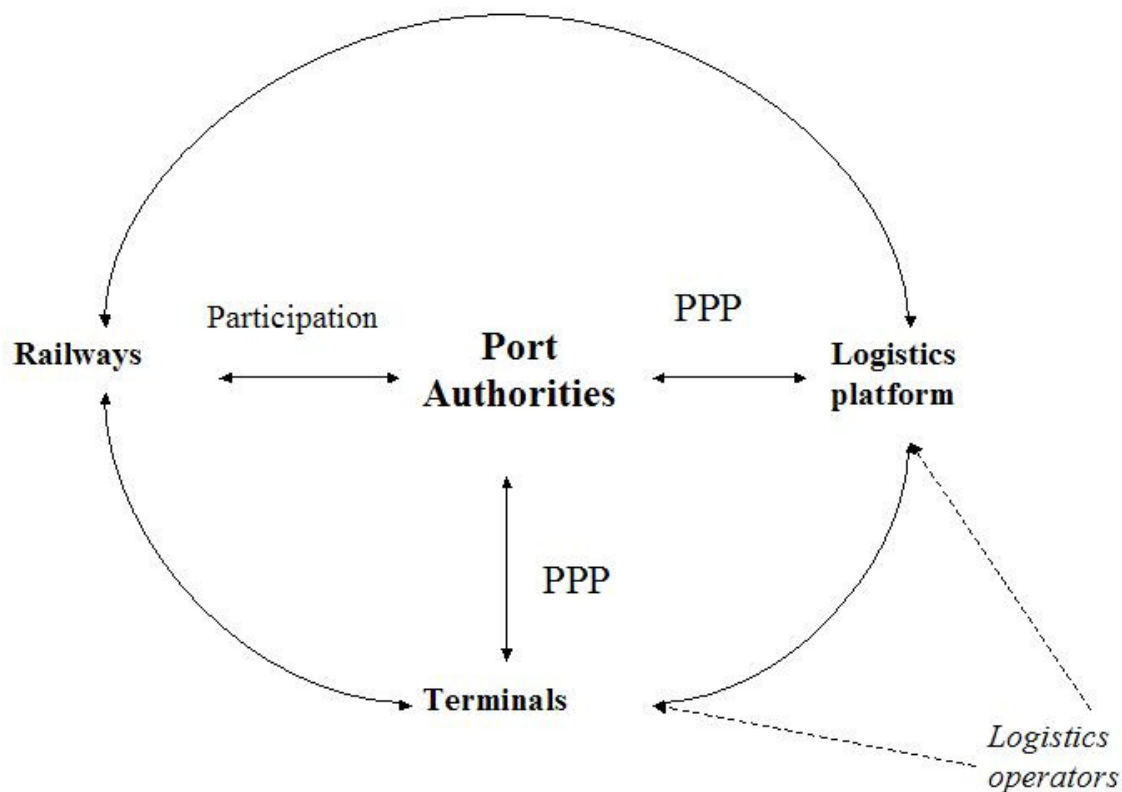 Participation
PPP
Railways
Port
Authorities
Logistics
platform
PPP
Terminals
Logistics
operators